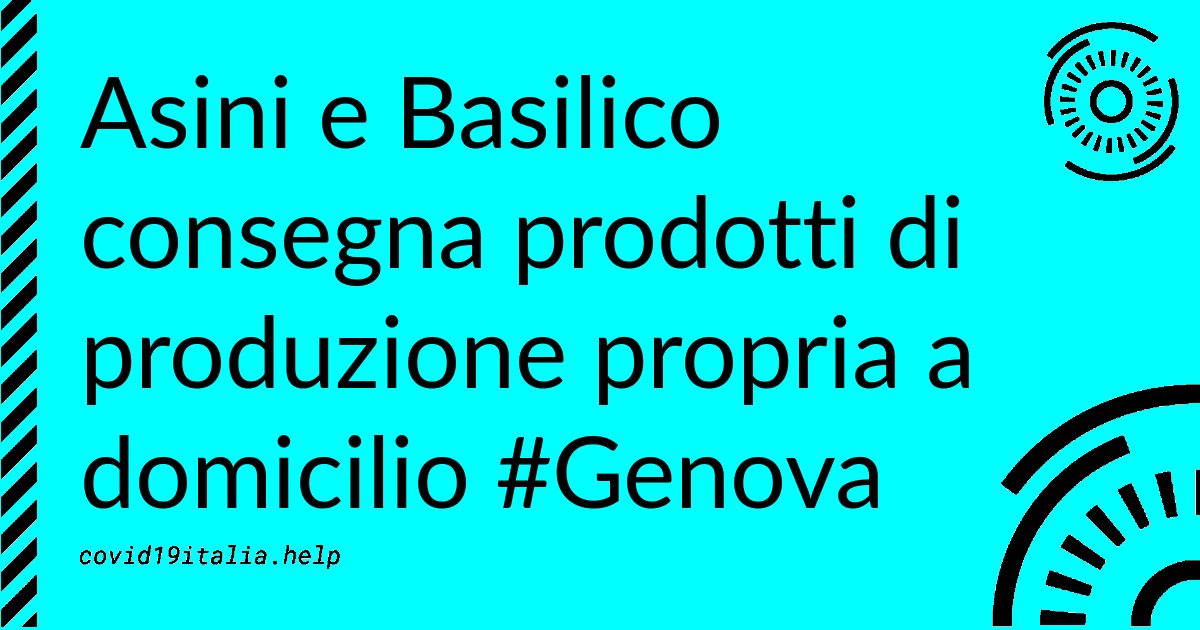 Asini e Basilico
consegna prodotti di
produzione propria a
domicilio #Genova
covid19italia.help